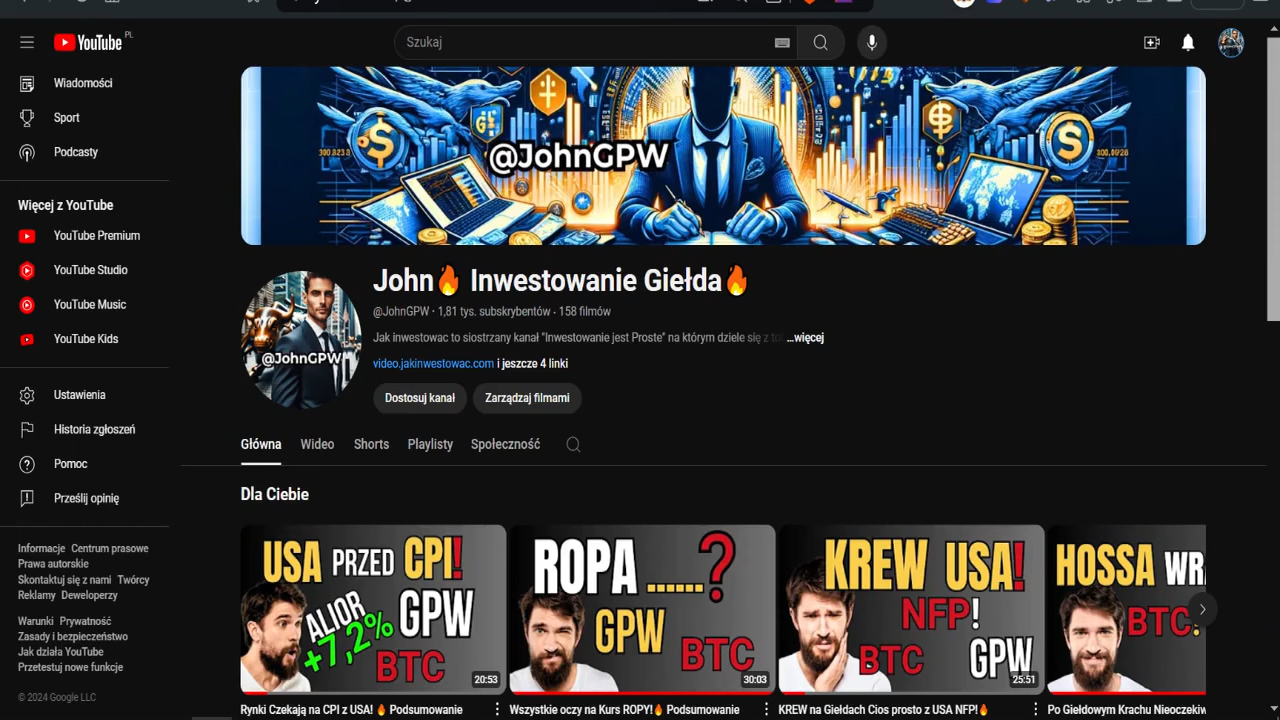 YouTube PL
Szukaj
Wiadomości
Sport
Podcasty
Więcej z YouTube
YouTube Premium
YouTube Studio
YouTube Music
YouTube Kids
Ustawienia
Historia zgłoszeń
Pomoc
Prześlij opinię
Informacje Centrum prasowe
Prawa autorskie
Skontaktuj się z nami Twórcy
Reklamy Deweloperzy
Warunki Prywatność
Zasady i bezpieczeństwo
Jak działa YouTube
Przetestuj nowe funkcje
© 2024 Google LLC
@JohnGPW
@JohnGPW
John🔥 Inwestowanie Giełda🔥
@JohnGPW · 1,81 tys. subskrybentów · 158 filmów
Jak inwestowac to siostrzany kanał "Inwestowanie jest Proste" na którym dziele się z ...więcej
video.jakinwestowac.com i jeszcze 4 linki
Dostosuj kanał Zarządzaj filmami
Główna Wideo Shorts Playlisty Społeczność
Dla Ciebie
USA PRZED CPI!
ALIOR GPW
+7,2%
BTC
20:53
Rynki Czekają na CPI z USA! 🔥 Podsumowanie
ROPA ......?
GPW
BTC
30:03
Wszystkie oczy na Kurs ROPY!🔥 Podsumowanie
KREW USA!
NFP!
BTC GPW
25:51
KREW na Giełdach Cios prosto z USA NFP!🔥
HOSSA WR
BTC
Po Giełdowym Krachu Nieoczekiw